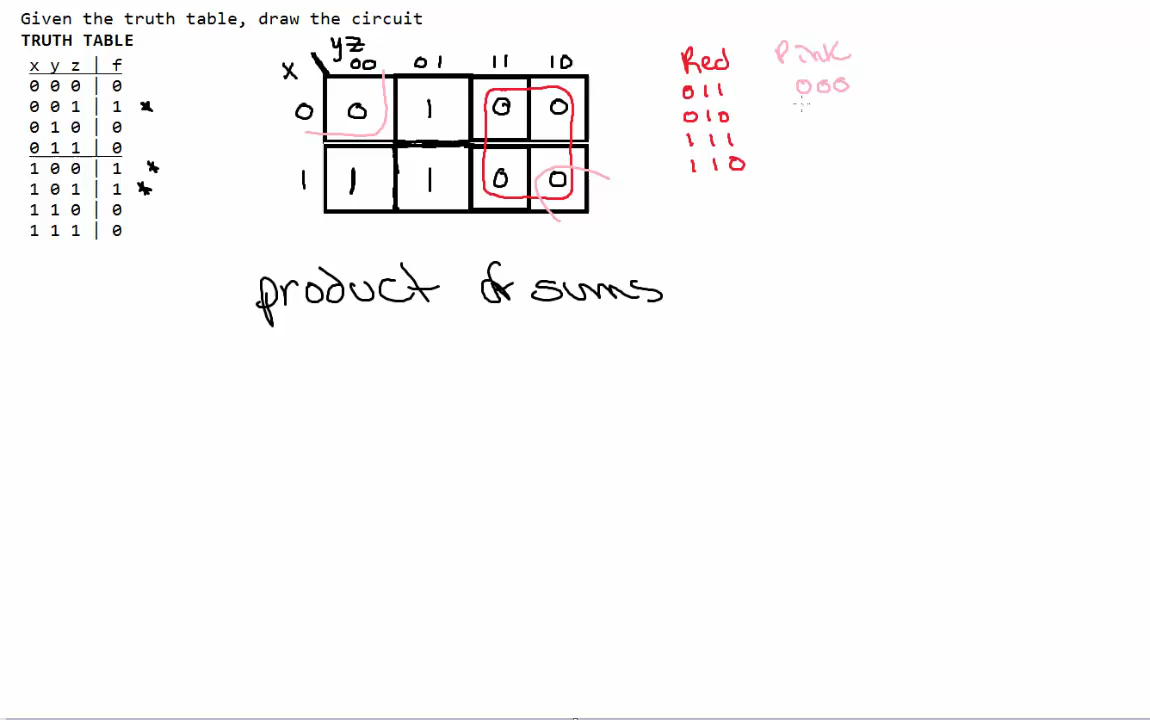 Given the truth table, draw the circuit
TRUTH TABLE
x y z | f
0 0 0 | 0
0 0 1 | 1 *
0 1 0 | 0
0 1 1 | 0
1 0 0 | 1 *
1 0 1 | 1 *
1 1 0 | 0
1 1 1 | 0
yz
x 00 01 11 10
0 0 1 0 0
1 1 1 0 0
Red
011
010
111
110
Pink
000
product of sums